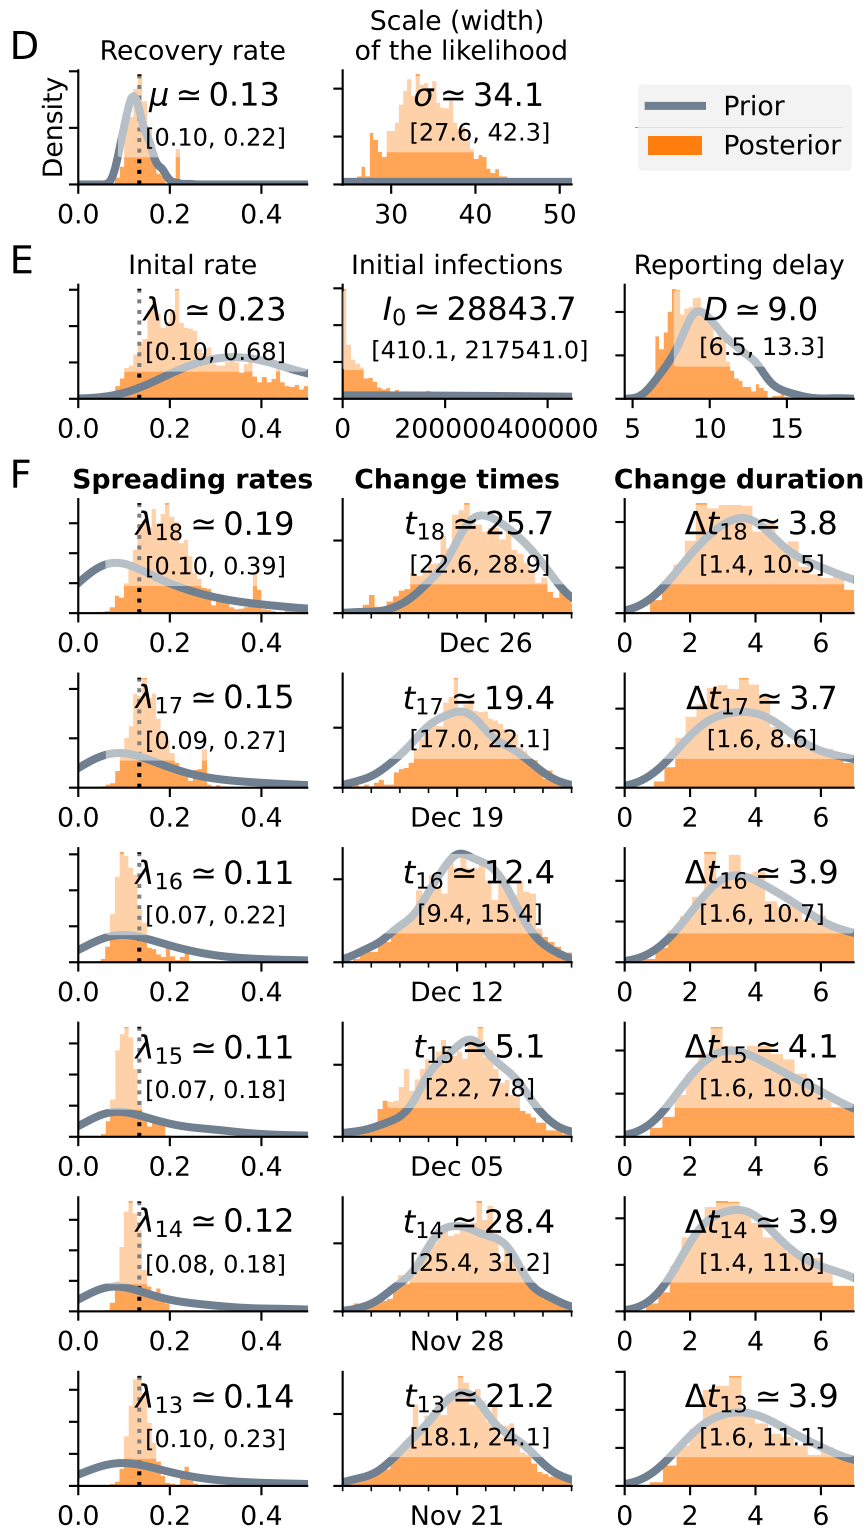 D
Recovery rate
Density
μ ≃ 0.13
[0.10, 0.22]
0.0 0.2 0.4
Scale (width)
of the likelihood
σ ≃ 34.1
[27.6, 42.3]
30 40 50
Prior
Posterior
E
Inital rate
λ0 ≃ 0.23
[0.10, 0.68]
0.0 0.2 0.4
Initial infections
I0 ≃ 28843.7
[410.1, 217541.0]
0 200000 400000
Reporting delay
D ≃ 9.0
[6.5, 13.3]
5 10 15
F
Spreading rates
Change times
Change duration
λ18 ≃ 0.19
[0.10, 0.39]
0.0 0.2 0.4
t18 ≃ 25.7
[22.6, 28.9]
Dec 26
Δt18 ≃ 3.8
[1.4, 10.5]
0 2 4 6
λ17 ≃ 0.15
[0.09, 0.27]
0.0 0.2 0.4
t17 ≃ 19.4
[17.0, 22.1]
Dec 19
Δt17 ≃ 3.7
[1.6, 8.6]
0 2 4 6
λ16 ≃ 0.11
[0.07, 0.22]
0.0 0.2 0.4
t16 ≃ 12.4
[9.4, 15.4]
Dec 12
Δt16 ≃ 3.9
[1.6, 10.7]
0 2 4 6
λ15 ≃ 0.11
[0.07, 0.18]
0.0 0.2 0.4
t15 ≃ 5.1
[2.2, 7.8]
Dec 05
Δt15 ≃ 4.1
[1.6, 10.0]
0 2 4 6
λ14 ≃ 0.12
[0.08, 0.18]
0.0 0.2 0.4
t14 ≃ 28.4
[25.4, 31.2]
Nov 28
Δt14 ≃ 3.9
[1.4, 11.0]
0 2 4 6
λ13 ≃ 0.14
[0.10, 0.23]
0.0 0.2 0.4
t13 ≃ 21.2
[18.1, 24.1]
Nov 21
Δt13 ≃ 3.9
[1.6, 11.1]
0 2 4 6